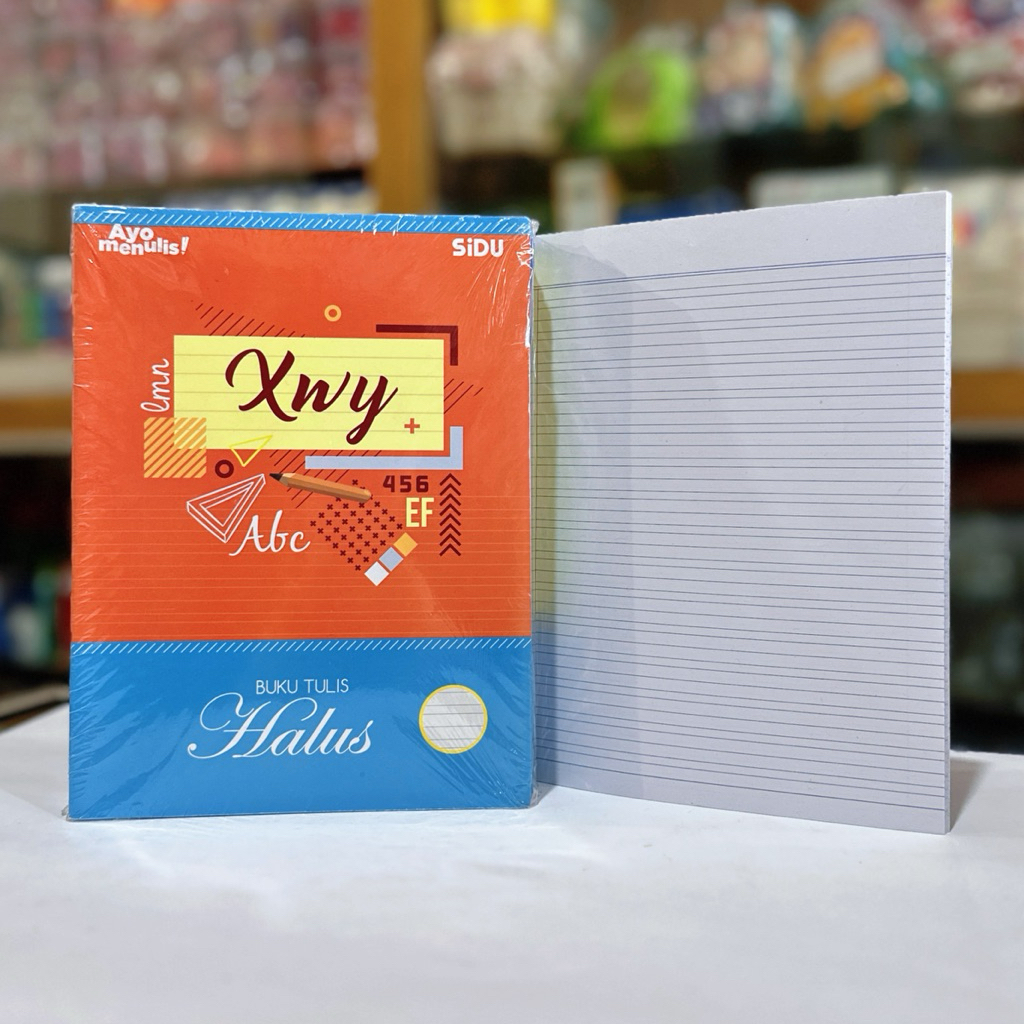 Ayo
menulis!
SiDU
lmn
Xwy
+
456
EF
Abc
BUKU TULIS
Halus